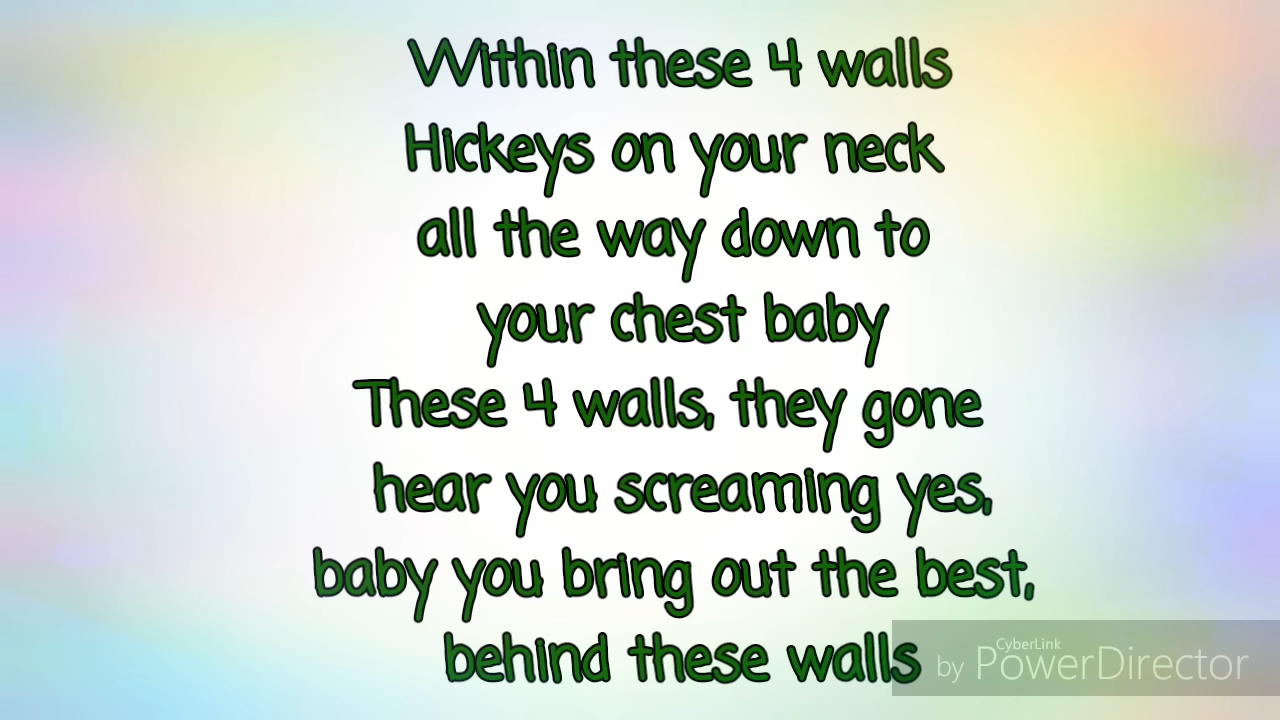 Within these 4 walls
Hickeys on your neck
all the way down to
your chest baby
These 4 walls, they gone
hear you screaming yes,
baby you bring out the best,
behind these walls
CyberLink
by PowerDirector